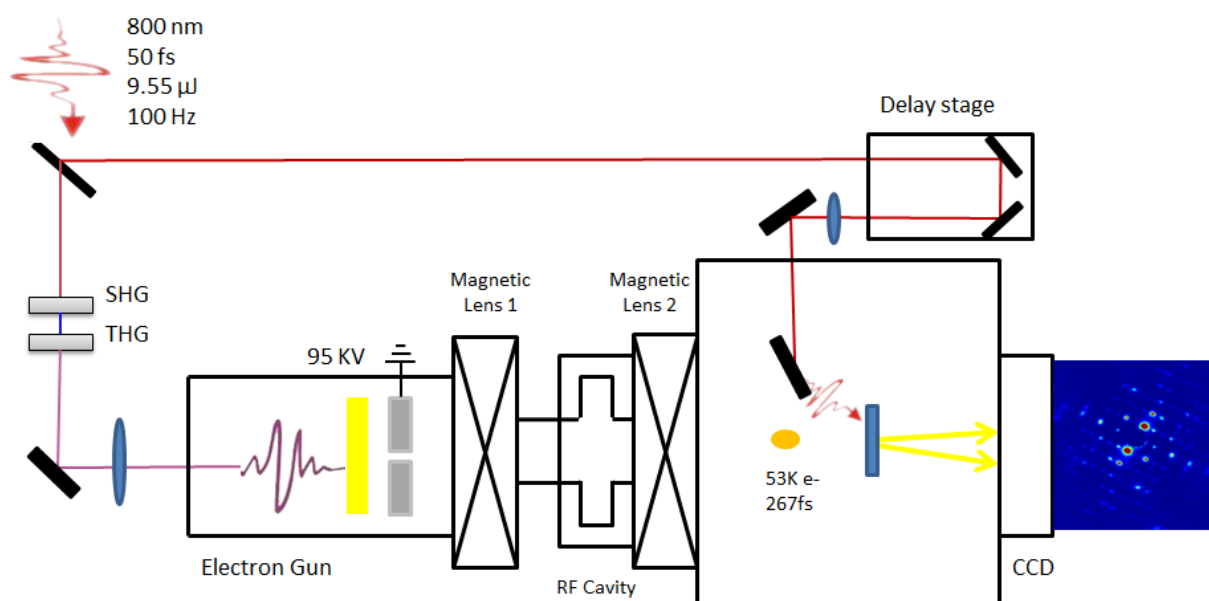 800 nm
50 fs
9.55 µJ
100 Hz
Delay stage
SHG
THG
Magnetic
Lens 1
Magnetic
Lens 2
95 KV
53K e-
267fs
Electron Gun
RF Cavity
CCD